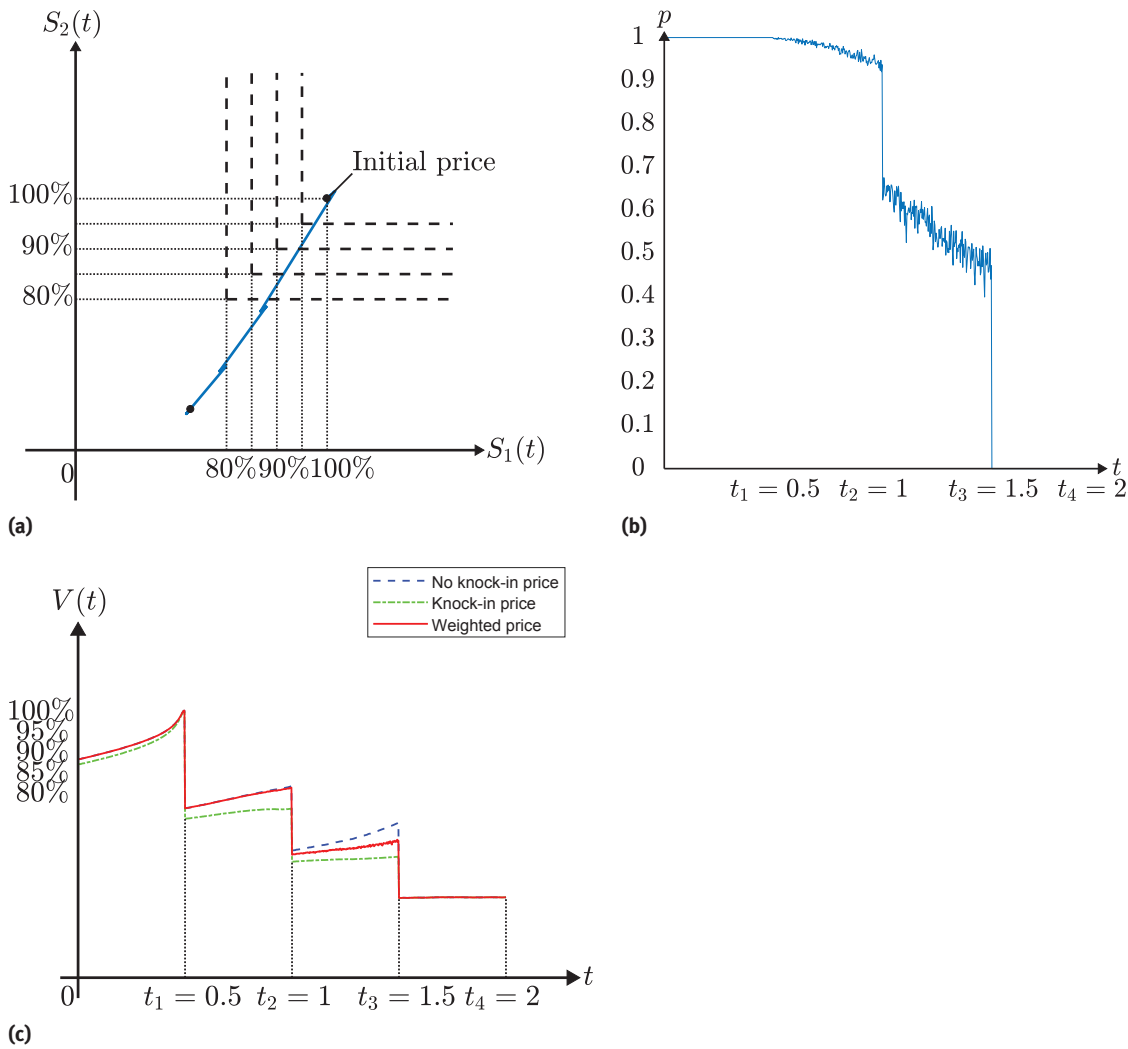 S₂(t)
Initial price
100%
90%
80%
0
80%
90%
100%
S₁(t)
(a)
p
1
0.9
0.8
0.7
0.6
0.5
0.4
0.3
0.2
0.1
0
t
t₁ = 0.5 t₂ = 1 t₃ = 1.5 t₄ = 2
(b)
No knock-in price
Knock-in price
Weighted price
V(t)
100%
95%
90%
85%
80%
t
0 t₁ = 0.5 t₂ = 1 t₃ = 1.5 t₄ = 2
(c)